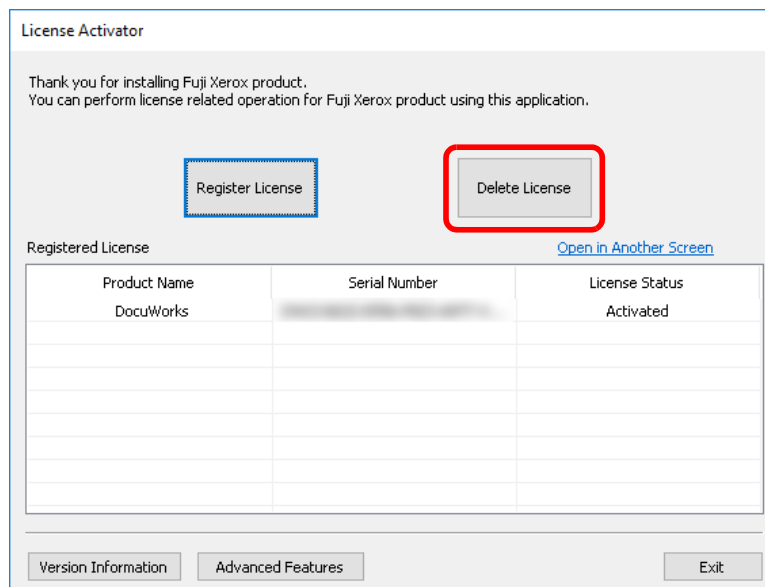 License Activator
Thank you for installing Fuji Xerox product.
You can perform license related operation for Fuji Xerox product using this application.
Register License
Delete License
Registered License
Open in Another Screen
Product Name Serial Number License Status
DocuWorks Activated
Version Information
Advanced Features
Exit